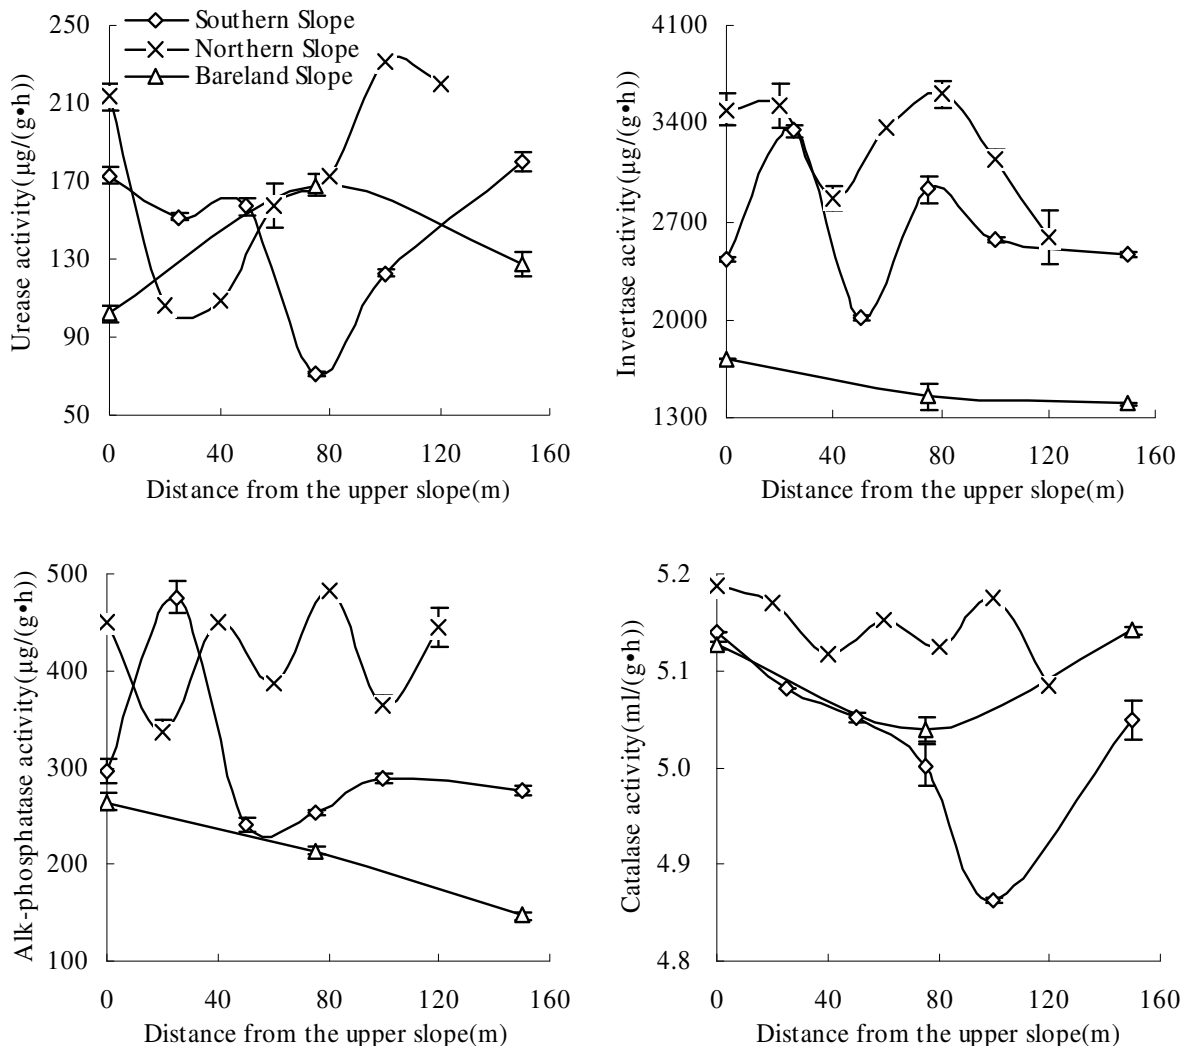 Urease activity(μg/(g•h))
250
210
170
130
90
50
Southern Slope
Northern Slope
Bareland Slope
0 40 80 120 160
Distance from the upper slope(m)
Invertase activity(μg/(g•h))
4100
3400
2700
2000
1300
0 40 80 120 160
Distance from the upper slope(m)
Alk-phosphatase activity(μg/(g•h))
500
400
300
200
100
0 40 80 120 160
Distance from the upper slope(m)
Catalase activity(ml/(g•h))
5.2
5.1
5.0
4.9
4.8
0 40 80 120 160
Distance from the upper slope(m)